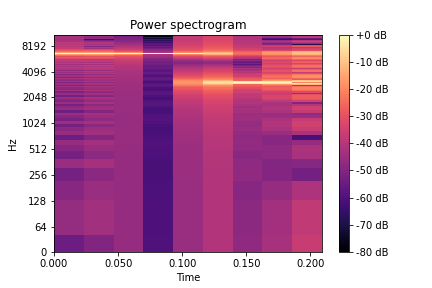 Power spectrogram
8192
4096
2048
1024
512
256
128
64
0
Hz
0.000 0.050 0.100 0.150 0.200
Time
+0 dB
-10 dB
-20 dB
-30 dB
-40 dB
-50 dB
-60 dB
-70 dB
-80 dB